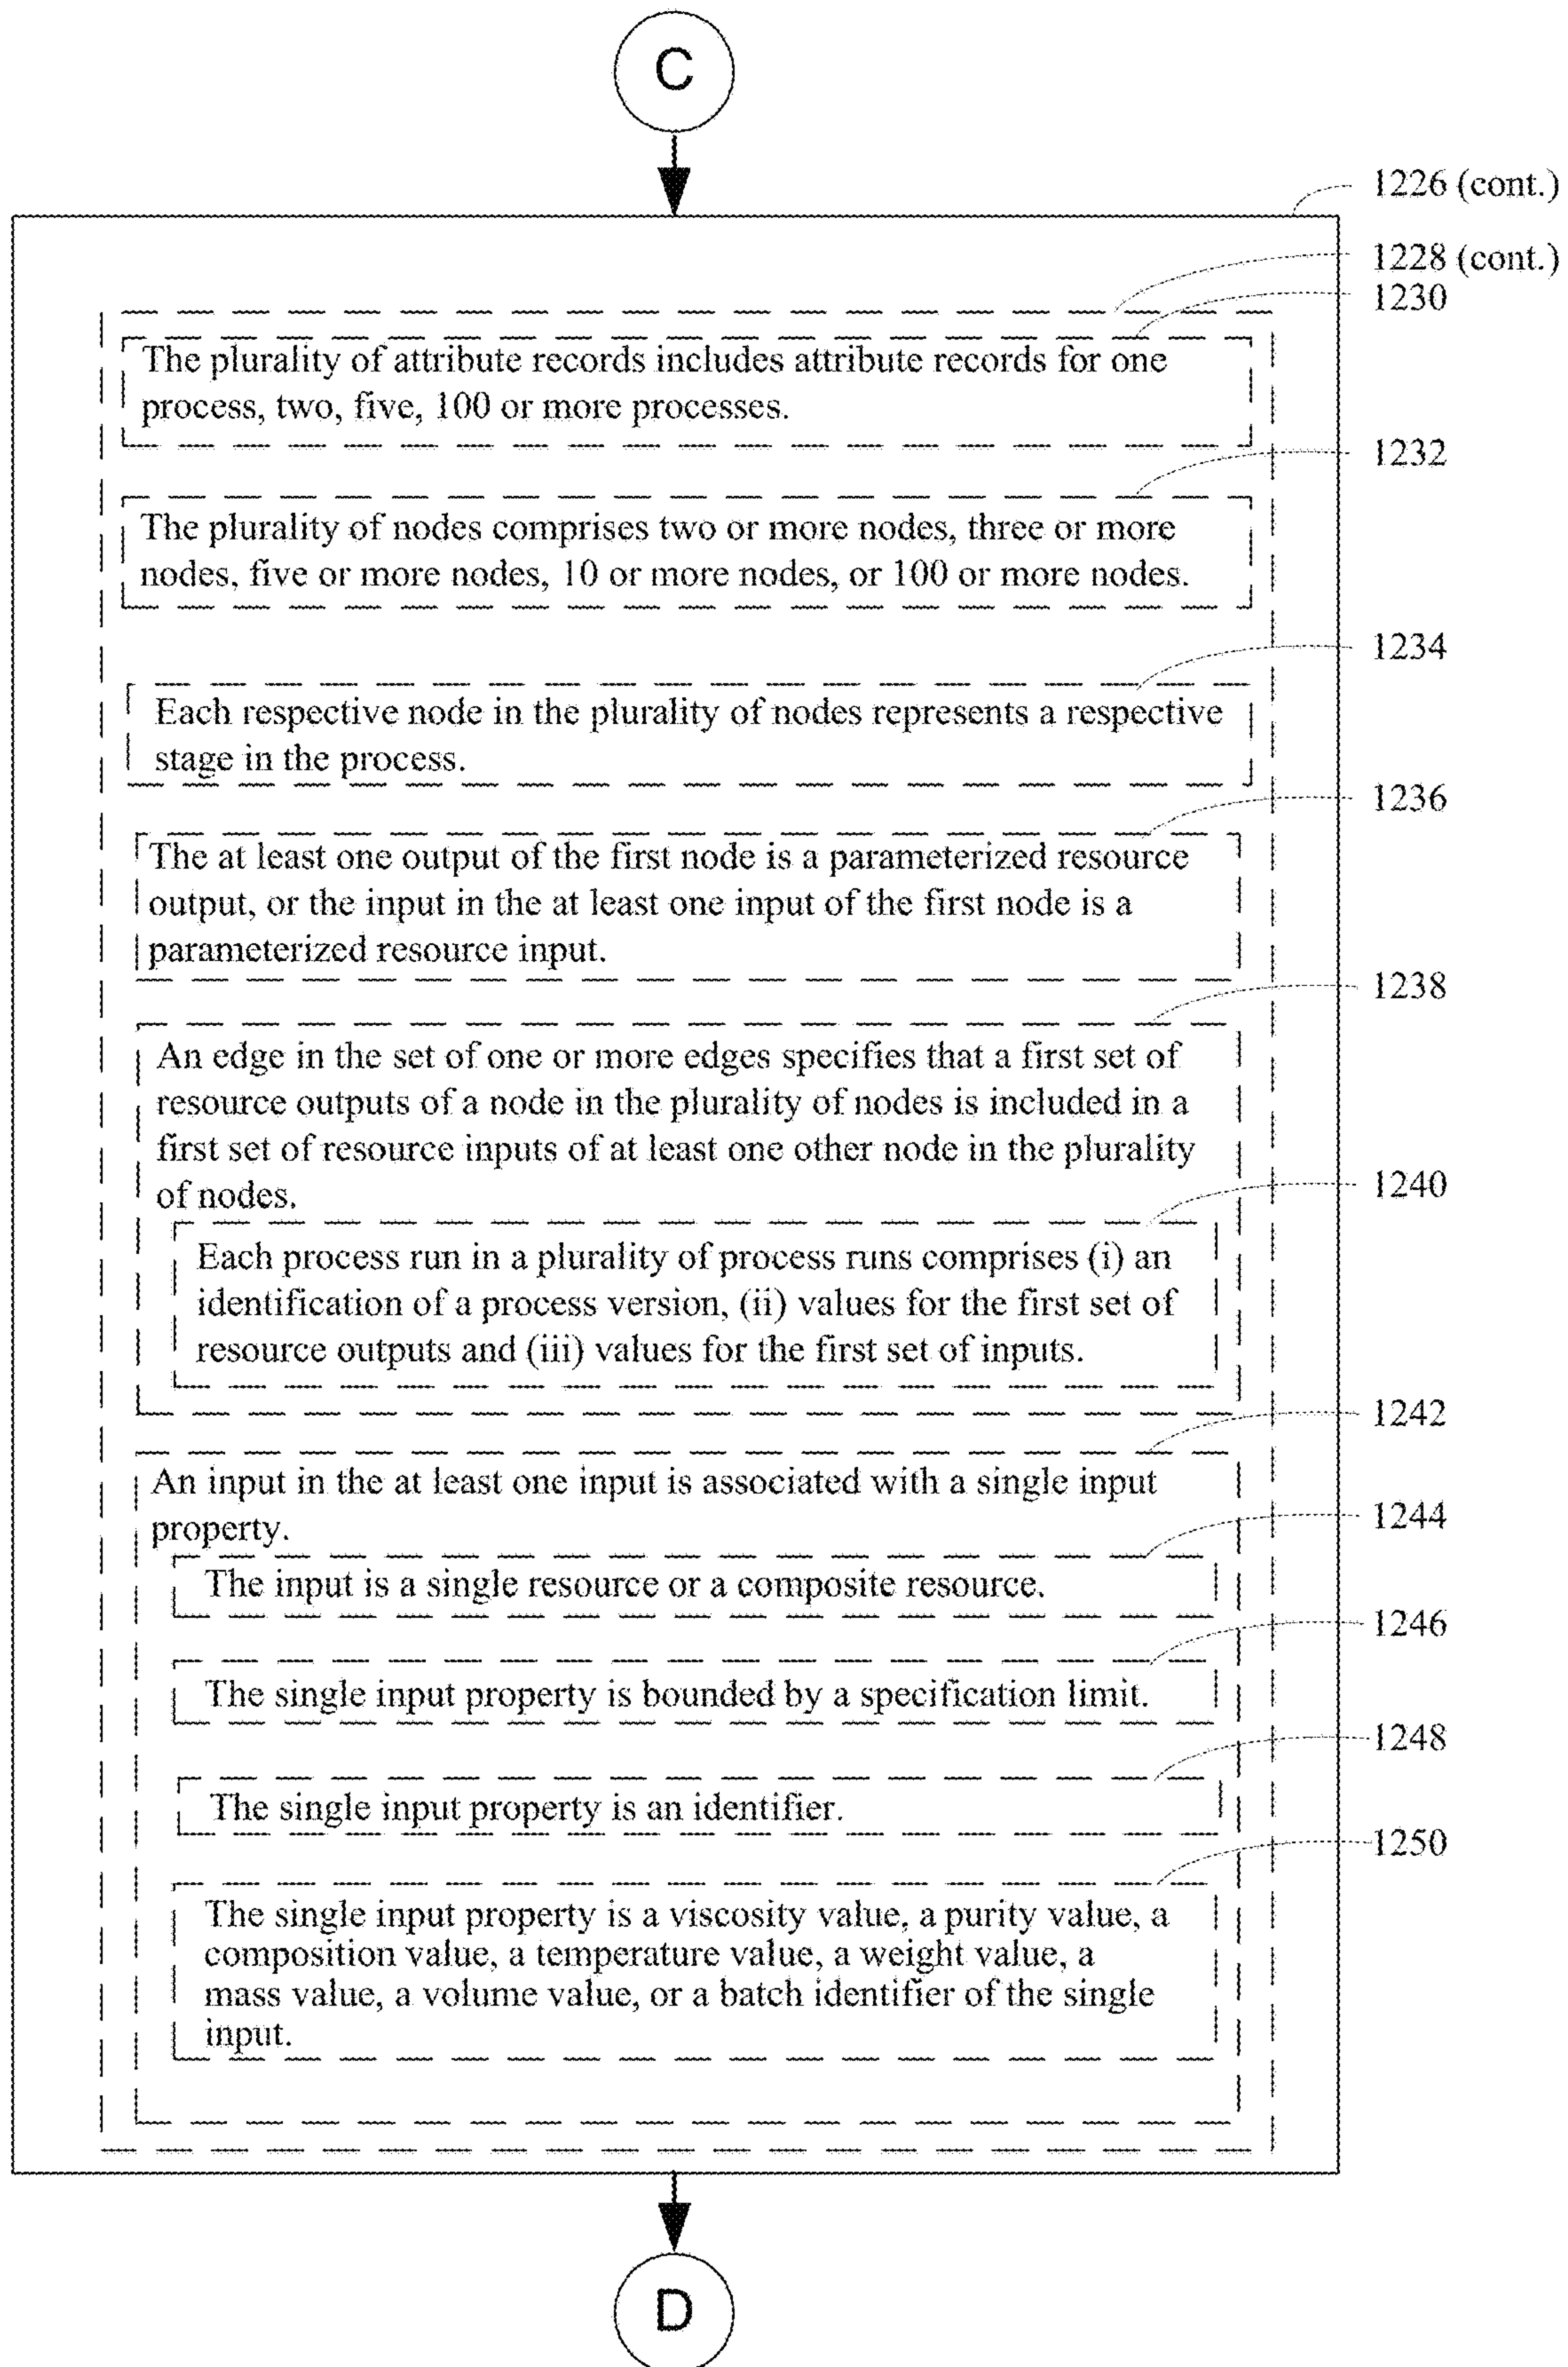 C
1226 (cont.)
1228 (cont.)
1230
The plurality of attribute records includes attribute records for one
process, two, five, 100 or more processes.
1232
The plurality of nodes comprises two or more nodes, three or more
nodes, five or more nodes, 10 or more nodes, or 100 or more nodes.
1234
Each respective node in the plurality of nodes represents a respective
stage in the process.
1236
The at least one output of the first node is a parameterized resource
output, or the input in the at least one input of the first node is a
parameterized resource input.
1238
An edge in the set of one or more edges specifies that a first set of
resource outputs of a node in the plurality of nodes is included in a
first set of resource inputs of at least one other node in the plurality
of nodes.
1240
Each process run in a plurality of process runs comprises (i) an
identification of a process version, (ii) values for the first set of
resource outputs and (iii) values for the first set of inputs.
1242
An input in the at least one input is associated with a single input
property.
1244
The input is a single resource or a composite resource.
1246
The single input property is bounded by a specification limit.
1248
The single input property is an identifier.
1250
The single input property is a viscosity value, a purity value, a
composition value, a temperature value, a weight value, a
mass value, a volume value, or a batch identifier of the single
input.
D